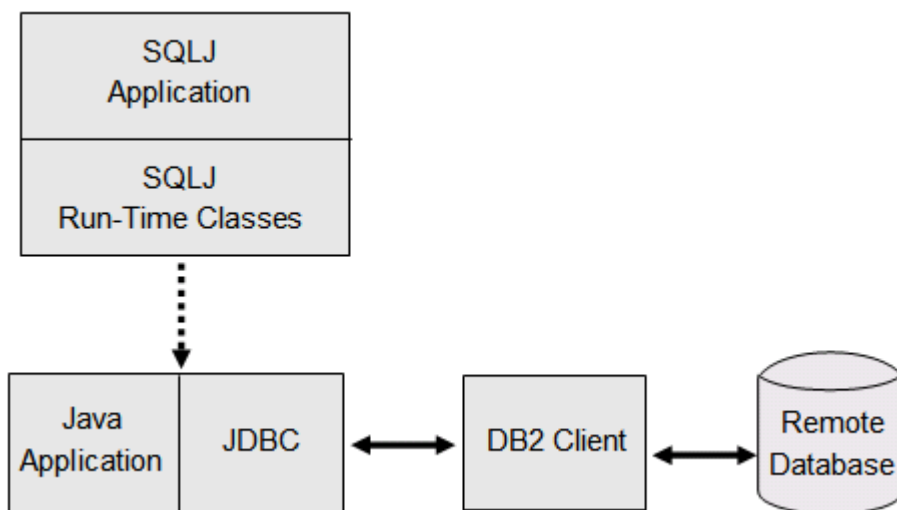 SQLJ
Application
SQLJ
Run-Time Classes
Java
Application
JDBC
DB2 Client
Remote
Database